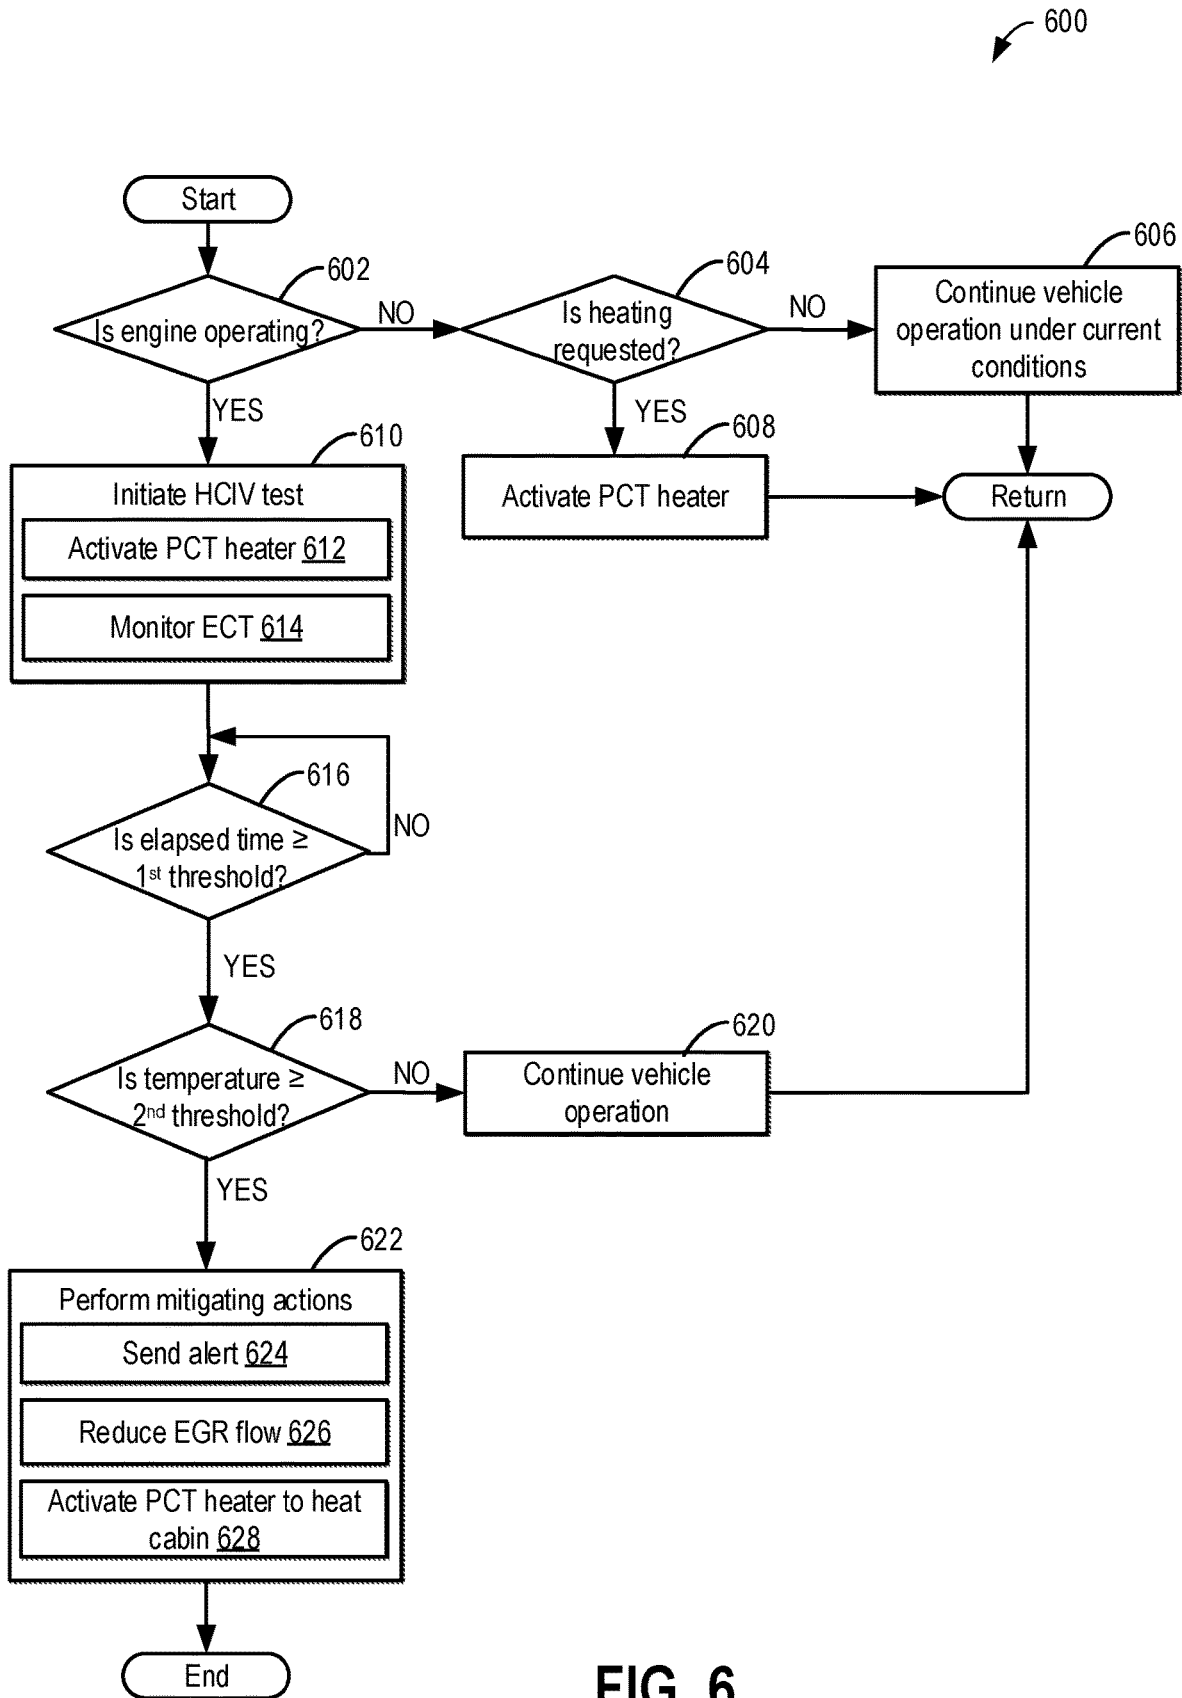 600
Start
602
Is engine operating?
NO
604
Is heating
requested?
NO
606
Continue vehicle
operation under current
conditions
YES
YES
608
Activate PCT heater
Return
610
Initiate HCIV test
Activate PCT heater 612
Monitor ECT 614
616
Is elapsed time ≥
1st threshold?
NO
YES
618
Is temperature ≥
2nd threshold?
NO
620
Continue vehicle
operation
YES
622
Perform mitigating actions
Send alert 624
Reduce EGR flow 626
Activate PCT heater to heat
cabin 628
End
FIG. 6